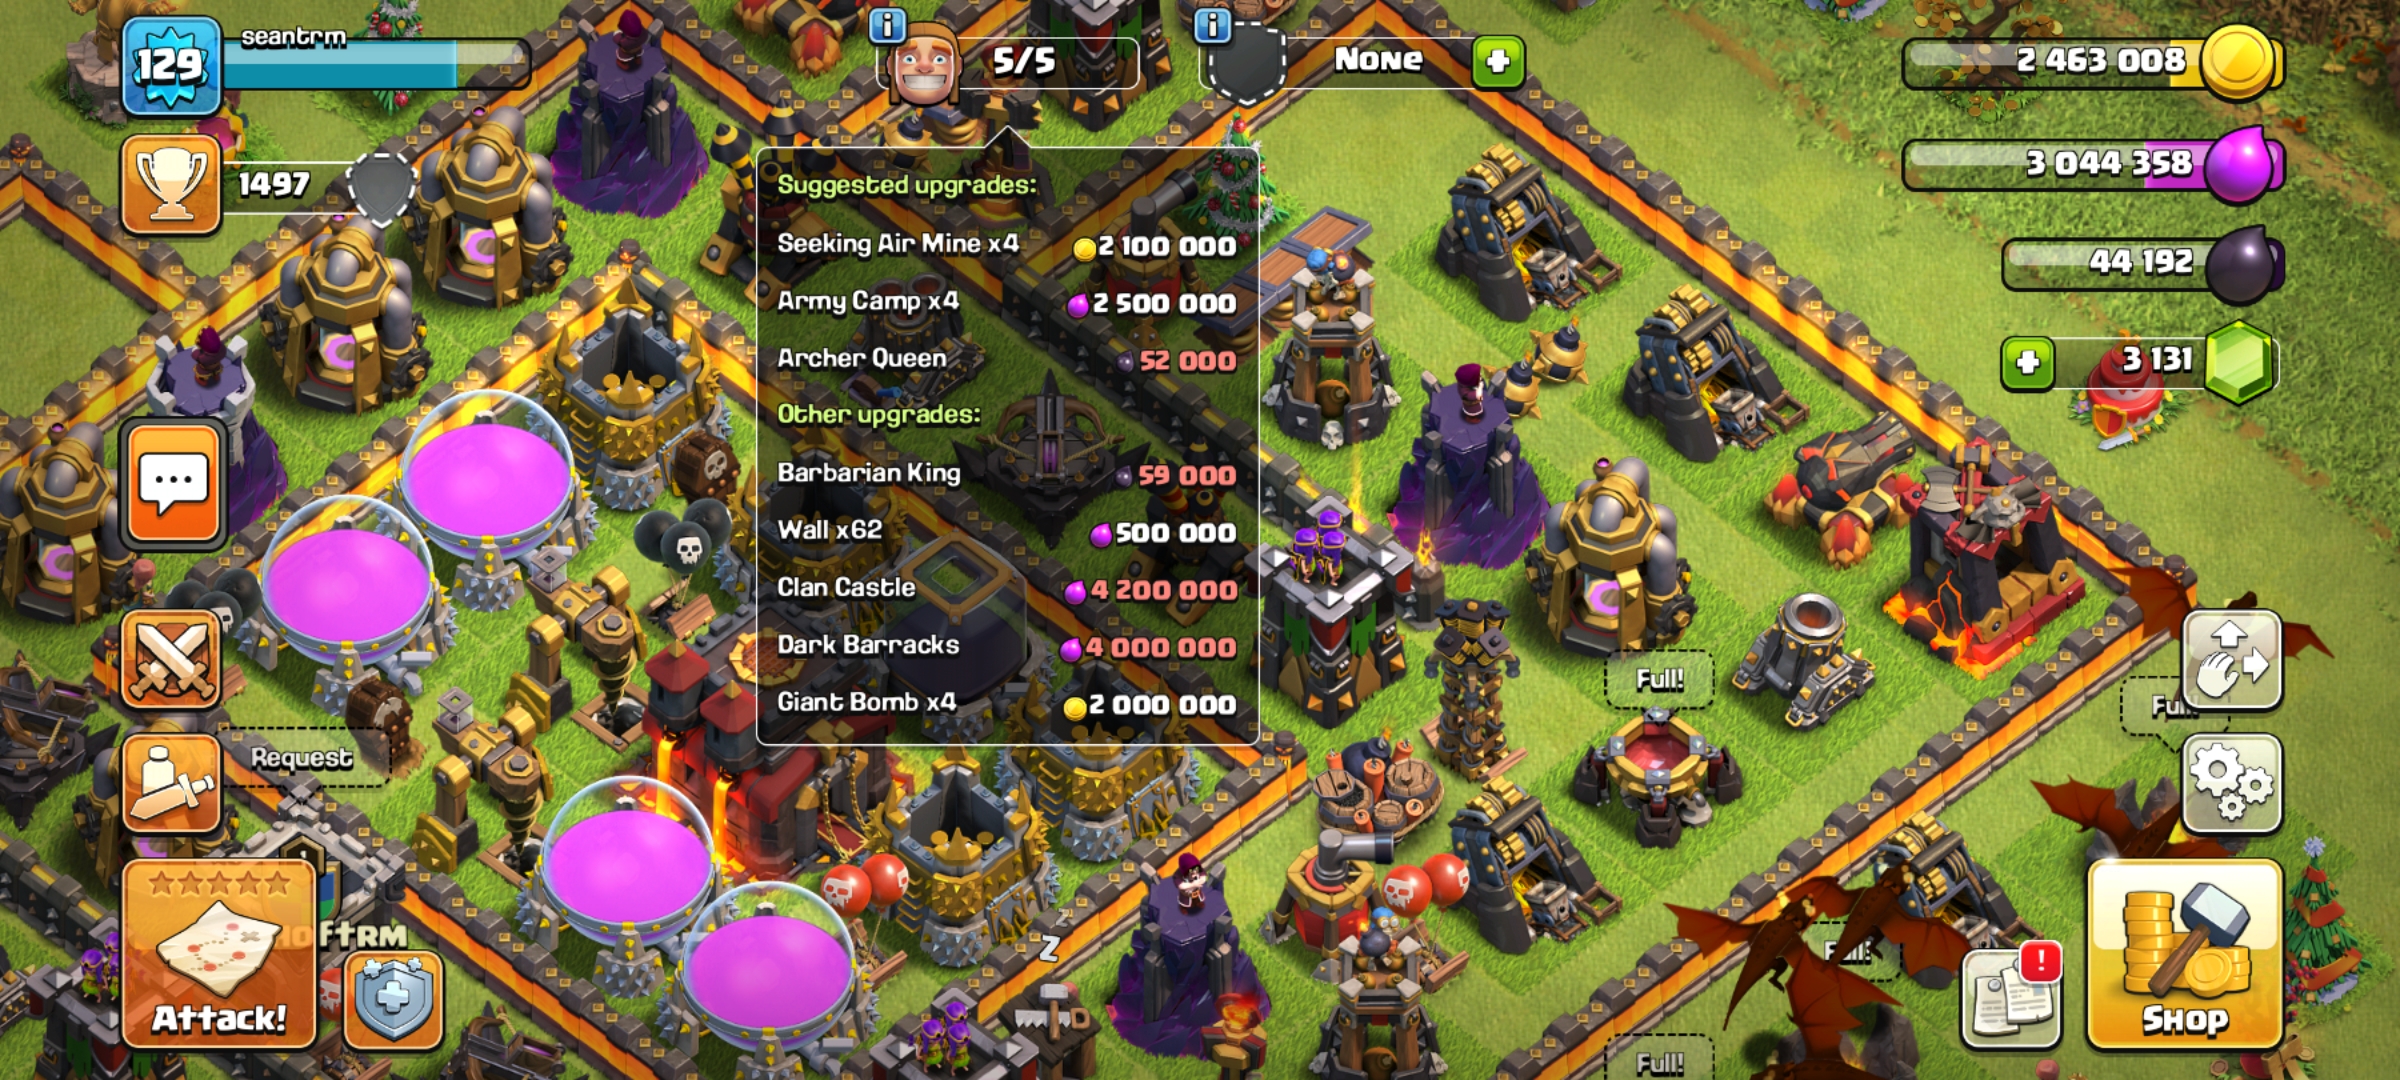 129
seantrm
5/5
None
2 463 008
1497
3 044 358
Suggested upgrades:
Seeking Air Mine x4 2 100 000
44 192
Army Camp x4 2 500 000
3 131
Archer Queen 52 000
Other upgrades:
Barbarian King 59 000
Wall x62 500 000
Clan Castle 4 200 000
Dark Barracks 4 000 000
Full!
Giant Bomb x4 2 000 000
Request
Full!
Z
Z
Attack!
Shop
Full!